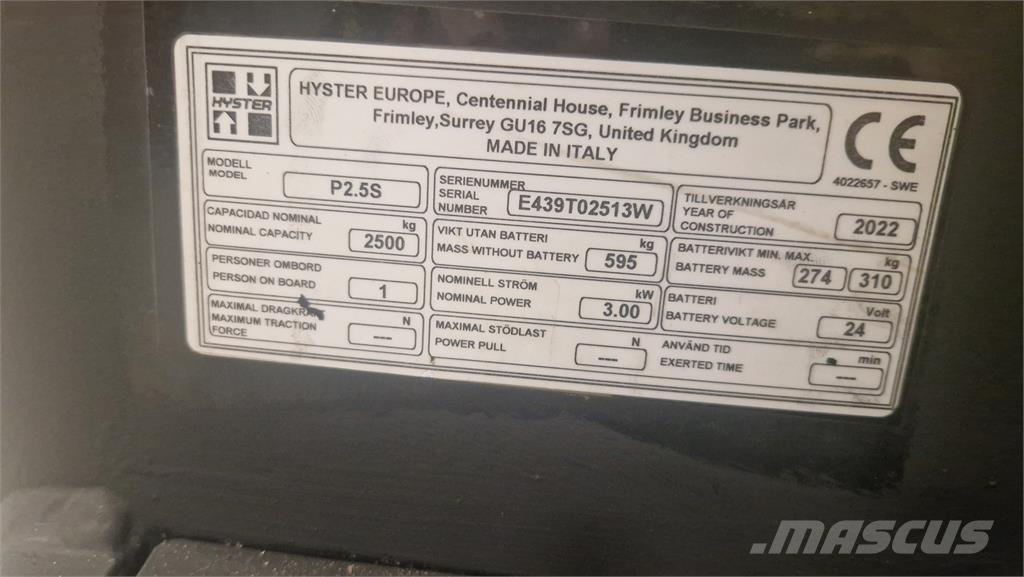 HYSTER
HYSTER EUROPE, Centennial House, Frimley Business Park,
Frimley,Surrey GU16 7SG, United Kingdom
MADE IN ITALY
CE
4022657 - SWE
MODELL
MODEL
P2.5S
SERIENUMMER
SERIAL
NUMBER
E439T02513W
TILLVERKNINGSÅR
YEAR OF
CONSTRUCTION
2022
CAPACIDAD NOMINAL
NOMINAL CAPACITY
kg
2500
VIKT UTAN BATTERI
MASS WITHOUT BATTERY
kg
595
BATTERIVIKT MIN. MAX.
BATTERY MASS
kg
274
310
PERSONER OMBORD
PERSON ON BOARD
1
NOMINELL STRÖM
NOMINAL POWER
kW
3.00
BATTERI
BATTERY VOLTAGE
Volt
24
MAXIMAL DRAGKRAF
MAXIMUM TRACTION
FORCE
N
---
MAXIMAL STÖDLAST
POWER PULL
N
---
ANVÄND TID
EXERTED TIME
min
---
MASCUS